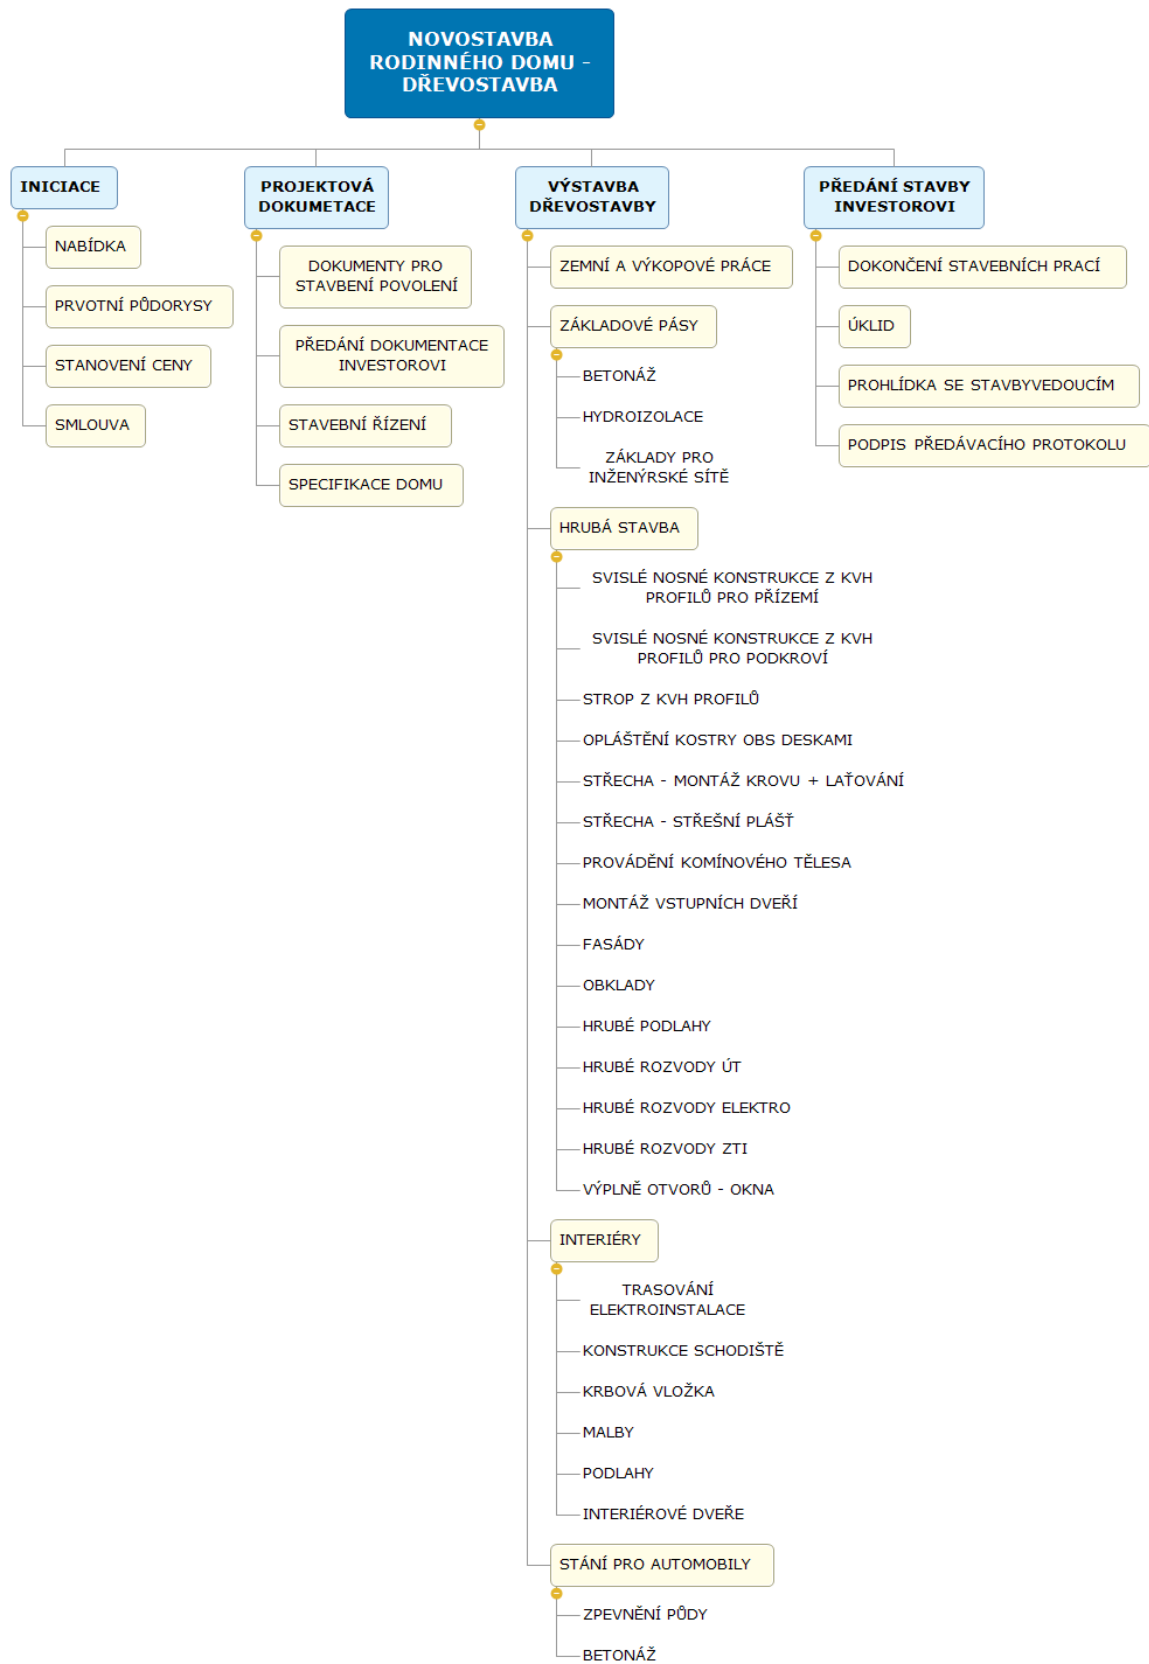 NOVOSTAVBA
RODINNÉHO DOMU -
DŘEVOSTAVBA
INICIACE
NABÍDKA
PRVOTNÍ PŮDORYSY
STANOVENÍ CENY
SMLOUVA
PROJEKTOVÁ
DOKUMETACE
DOKUMENTY PRO
STAVBENÍ POVOLENÍ
PŘEDÁNÍ DOKUMENTACE
INVESTOROVI
STAVEBNÍ ŘÍZENÍ
SPECIFIKACE DOMU
VÝSTAVBA
DŘEVOSTAVBY
ZEMNÍ A VÝKOPOVÉ PRÁCE
ZÁKLADOVÉ PÁSY
BETONÁŽ
HYDROIZOLACE
ZÁKLADY PRO
INŽENÝRSKÉ SÍTĚ
HRUBÁ STAVBA
SVISLÉ NOSNÉ KONSTRUKCE Z KVH
PROFILŮ PRO PŘÍZEMÍ
SVISLÉ NOSNÉ KONSTRUKCE Z KVH
PROFILŮ PRO PODKROVÍ
STROP Z KVH PROFILŮ
OPLÁŠTĚNÍ KOSTRY OBS DESKAMI
STŘECHA - MONTÁŽ KROVU + LAŤOVÁNÍ
STŘECHA - STŘEŠNÍ PLÁŠŤ
PROVÁDĚNÍ KOMÍNOVÉHO TĚLESA
MONTÁŽ VSTUPNÍCH DVEŘÍ
FASÁDY
OBKLADY
HRUBÉ PODLAHY
HRUBÉ ROZVODY ÚT
HRUBÉ ROZVODY ELEKTRO
HRUBÉ ROZVODY ZTI
VÝPLNĚ OTVORŮ - OKNA
INTERIÉRY
TRASOVÁNÍ
ELEKTROINSTALACE
KONSTRUKCE SCHODIŠTĚ
KRBOVÁ VLOŽKA
MALBY
PODLAHY
INTERIÉROVÉ DVEŘE
STÁNÍ PRO AUTOMOBILY
ZPEVNĚNÍ PŮDY
BETONÁŽ
PŘEDÁNÍ STAVBY
INVESTOROVI
DOKONČENÍ STAVEBNÍCH PRACÍ
ÚKLID
PROHLÍDKA SE STAVBYVEDOUCÍM
PODPIS PŘEDÁVACÍHO PROTOKOLU